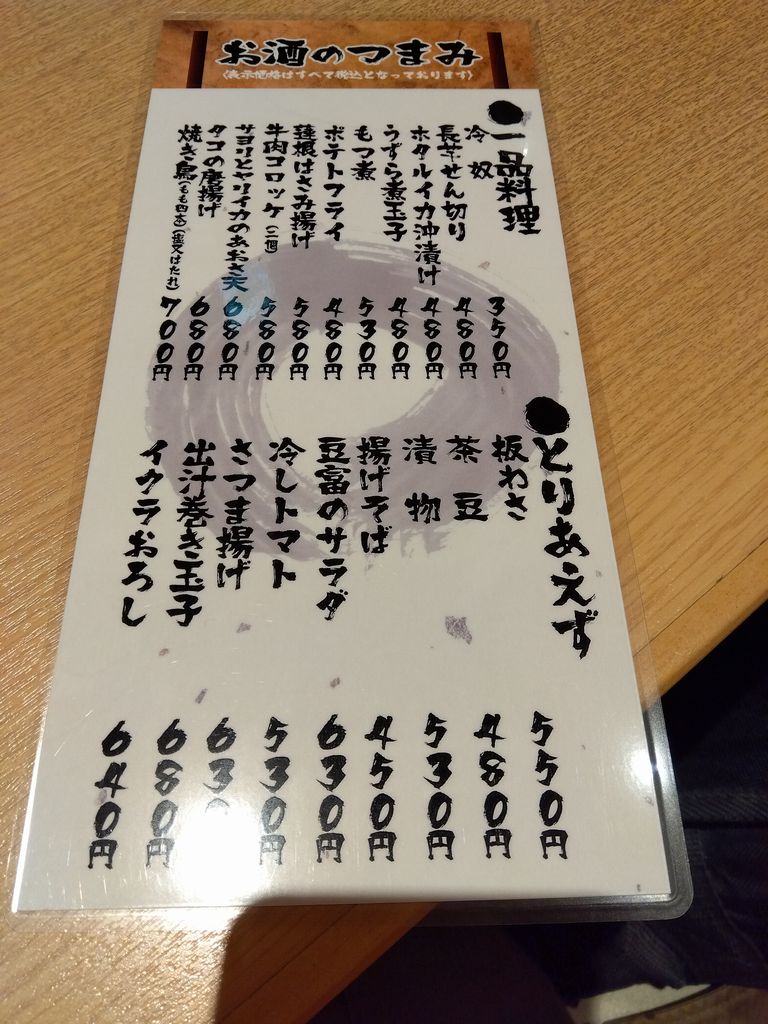 お酒のつまみ
（表示価格はすべて税込となっております）
●一品料理
冷奴 350円
長芋せん切り 480円
ホタルイカ沖漬け 480円
うずら煮玉子 480円
もつ煮 530円
ポテトフライ 480円
蓮根はさみ揚げ 580円
牛肉コロッケ（二個） 580円
サヨリとヤリイカのあおさ天 680円
タコの唐揚げ 680円
焼き鳥（もも四本）（塩又はたれ） 700円
●とりあえず
板わさ 550円
茶豆 480円
漬物 530円
揚げそば 450円
豆富のサラダ 630円
冷しトマト 530円
さつま揚げ 630円
出汁巻き玉子 680円
イクラおろし 640円